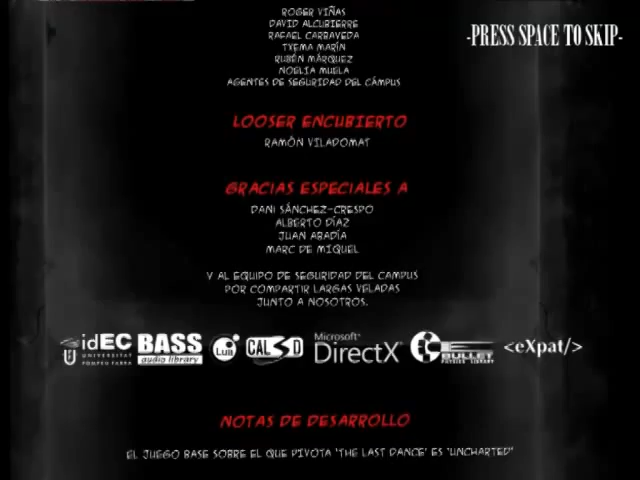 ROGER VIÑAS
DAVID ALCUBIERRE
-PRESS SPACE TO SKIP-
RAFAEL CARBAVEDA
TXEMA MARÍN
RUBÉN MÁRQUEZ
NOELIA MUELA
AGENTES DE SEGURIDAD DEL CÁMPUS
LOOSER ENCUBIERTO
RAMÒN VILADOMAT
GRACIAS ESPECIALES A
DANI SÁNCHEZ-CRESPO
ALBERTO DÍAZ
JUAN ABADÍA
MARC DE MIQUEL
Y AL EQUIPO DE SEGURIDAD DEL CAMPUS
POR COMPARTIR LARGAS VELADAS
JUNTO A NOSOTROS.
idEC
UNIVERSITAT
POMPEU FABRA
BASS
audio library
Lua
CAL3D
Microsoft®
DirectX®
BULLET
PHYSICS LIBRARY
<eXpat/>
NOTAS DE DESARROLLO
EL JUEGO BASE SOBRE EL QUE PIVOTA 'THE LAST DANCE' ES 'UNCHARTED'